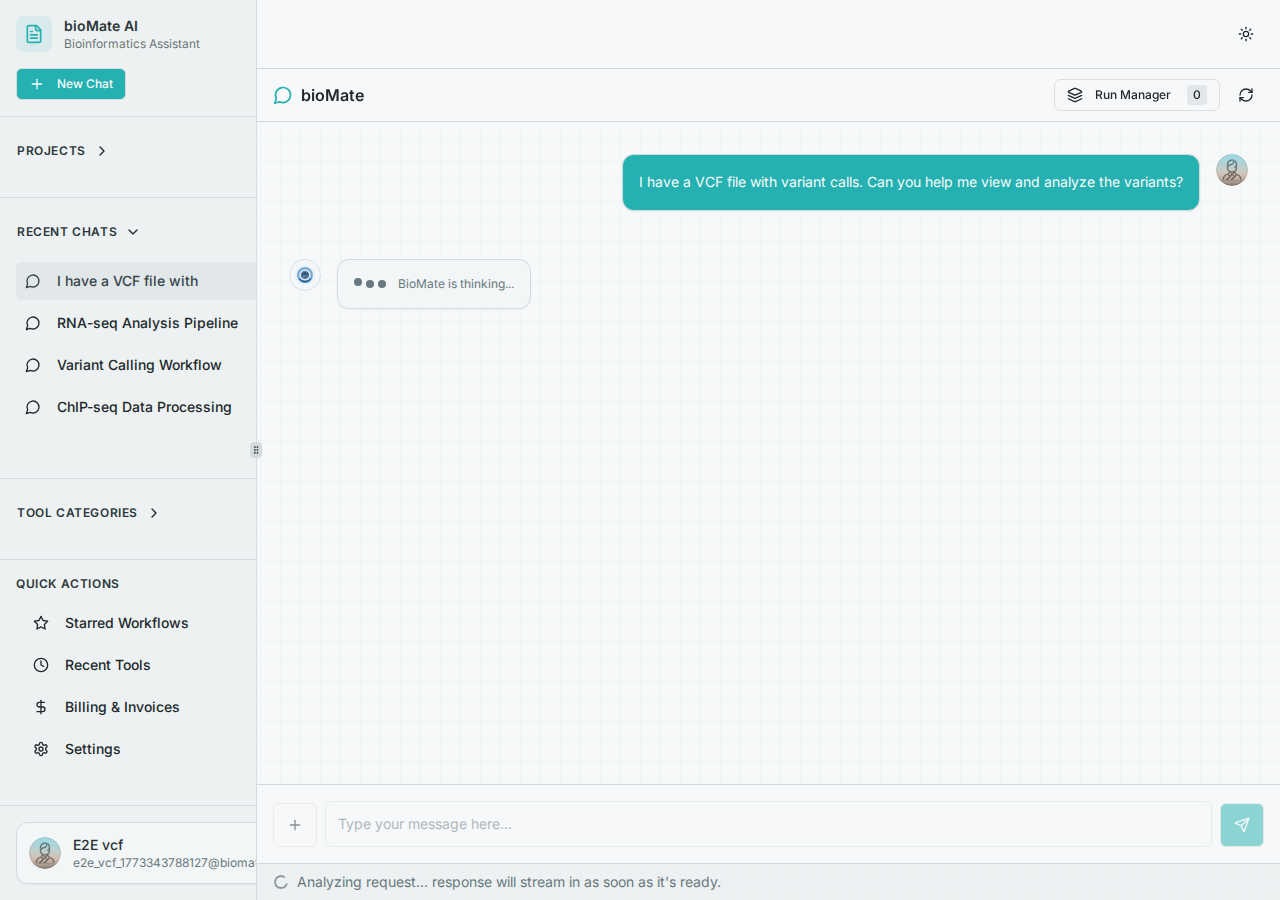 bioMate AI
Bioinformatics Assistant
New Chat
PROJECTS
RECENT CHATS
I have a VCF file with
RNA-seq Analysis Pipeline
Variant Calling Workflow
ChIP-seq Data Processing
TOOL CATEGORIES
QUICK ACTIONS
Starred Workflows
Recent Tools
Billing & Invoices
Settings
E2E vcf
e2e_vcf_1773343788127@bioma
bioMate
Run Manager 0
I have a VCF file with variant calls. Can you help me view and analyze the variants?
BioMate is thinking...
Type your message here...
Analyzing request... response will stream in as soon as it's ready.